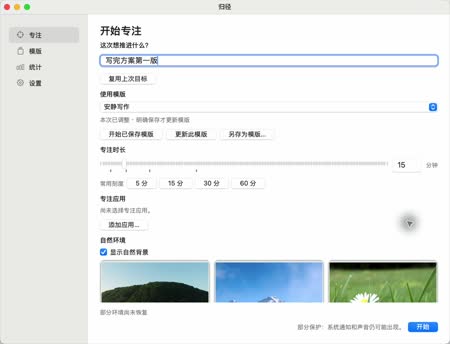 归径
专注
模版
统计
设置
开始专注
这次想推进什么?
写完方案第一版
复用上次目标
使用模版
安静写作
本次已调整 · 明确保存才更新模版
开始已保存模版
更新此模版
另存为模版...
专注时长
15
分钟
常用刻度
5 分
15 分
30 分
60 分
专注应用
尚未选择专注应用。
添加应用...
自然环境
显示自然背景
部分环境尚未恢复
部分保护：系统通知和声音仍可能出现。
开始